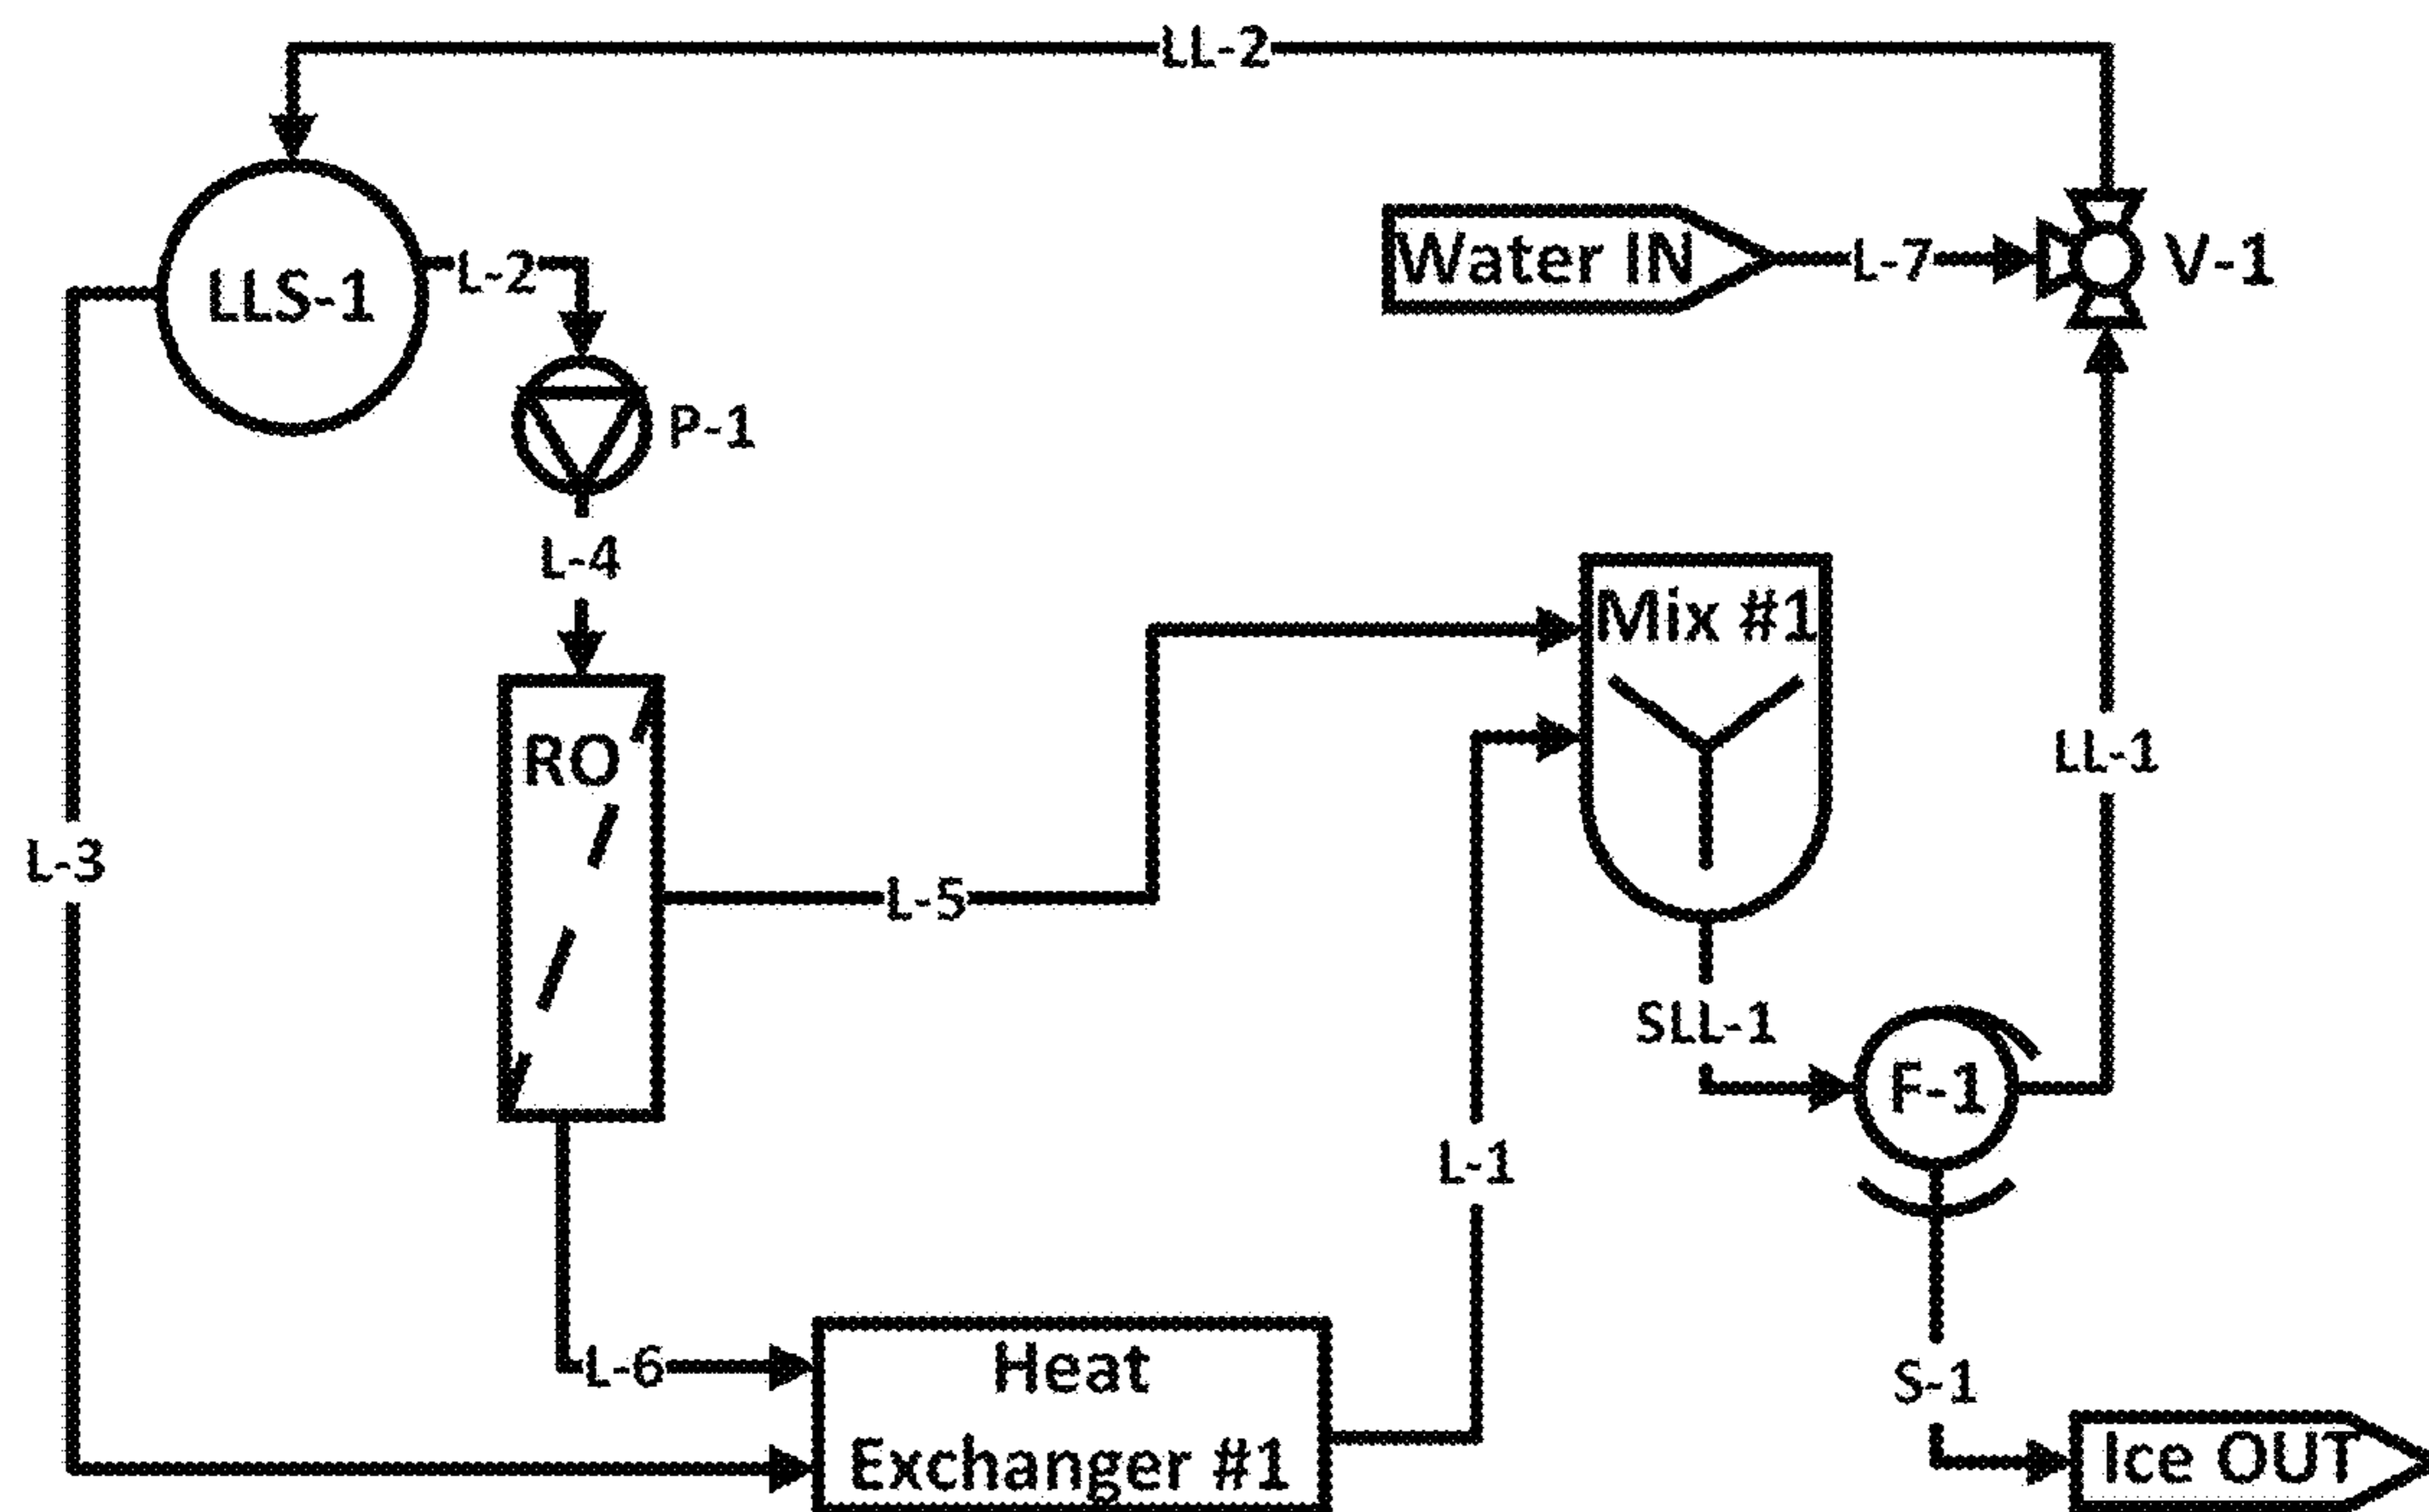 LL-2
Water IN
L-7
V-1
LLS-1
L-2
P-1
L-4
Mix #1
RO
LL-1
L-3
L-5
SLL-1
F-1
L-1
L-6
Heat
Exchanger #1
S-1
Ice OUT